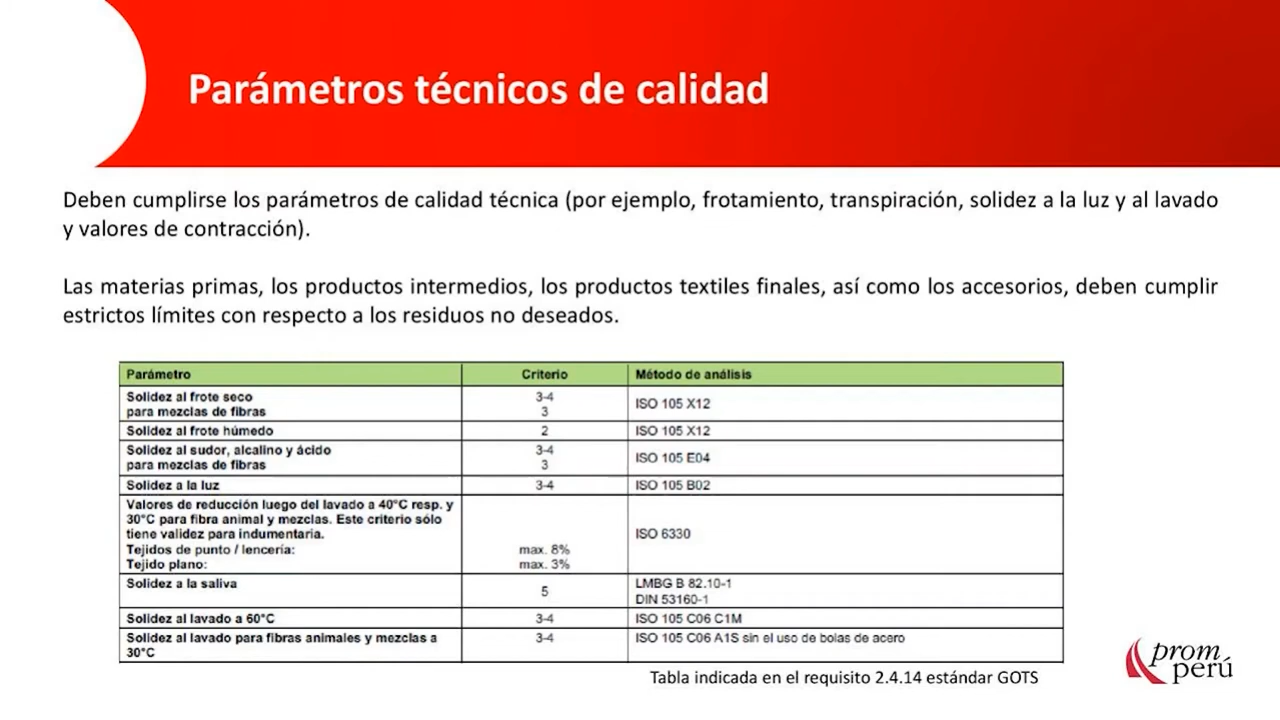 Parámetros técnicos de calidad
Deben cumplirse los parámetros de calidad técnica (por ejemplo, frotamiento, transpiración, solidez a la luz y al lavado
y valores de contracción).
Las materias primas, los productos intermedios, los productos textiles finales, así como los accesorios, deben cumplir
estrictos límites con respecto a los residuos no deseados.
Parámetro Criterio Método de análisis
Solidez al frote seco 3-4
para mezclas de fibras 3 ISO 105 X12
Solidez al frote húmedo 2 ISO 105 X12
Solidez al sudor, alcalino y ácido 3-4
para mezclas de fibras 3 ISO 105 E04
Solidez a la luz 3-4 ISO 105 B02
Valores de reducción luego del lavado a 40°C resp. y
30°C para fibra animal y mezclas. Este criterio sólo
tiene validez para indumentaria. ISO 6330
Tejidos de punto / lencería: max. 8%
Tejido plano: max. 3%
Solidez a la saliva 5 LMBG B 82.10-1
DIN 53160-1
Solidez al lavado a 60°C 3-4 ISO 105 C06 C1M
Solidez al lavado para fibras animales y mezclas a 3-4 ISO 105 C06 A1S sin el uso de bolas de acero
30°C
Tabla indicada en el requisito 2.4.14 estándar GOTS
prom
perú